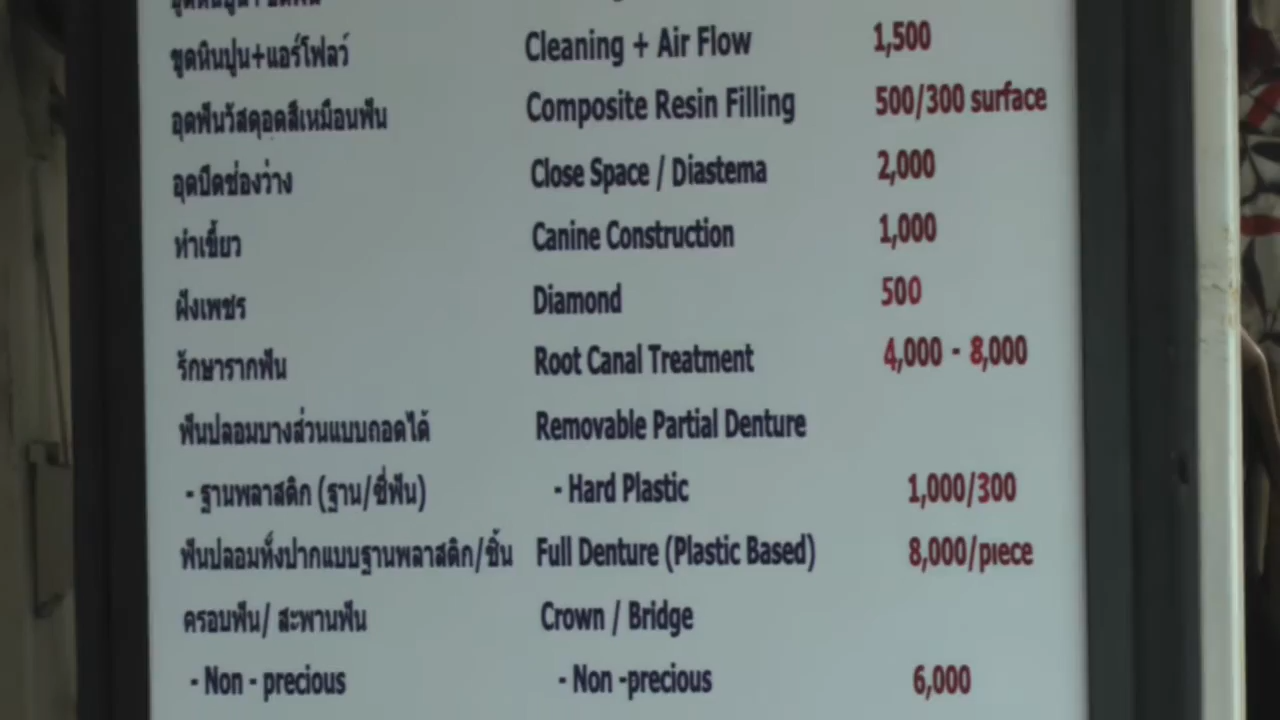 ขูดหินปูน+แอร์โฟลว์ Cleaning + Air Flow 1,500
อุดฟันวัสดุอุดสีเหมือนฟัน Composite Resin Filling 500/300 surface
อุดปิดช่องว่าง Close Space / Diastema 2,000
ทำเขี้ยว Canine Construction 1,000
ฝังเพชร Diamond 500
รักษารากฟัน Root Canal Treatment 4,000 - 8,000
ฟันปลอมบางส่วนแบบถอดได้ Removable Partial Denture
- ฐานพลาสติก (ฐาน/ซี่ฟัน) - Hard Plastic 1,000/300
ฟันปลอมทั้งปากแบบฐานพลาสติก/ชิ้น Full Denture (Plastic Based) 8,000/piece
ครอบฟัน/ สะพานฟัน Crown / Bridge
- Non - precious - Non -precious 6,000